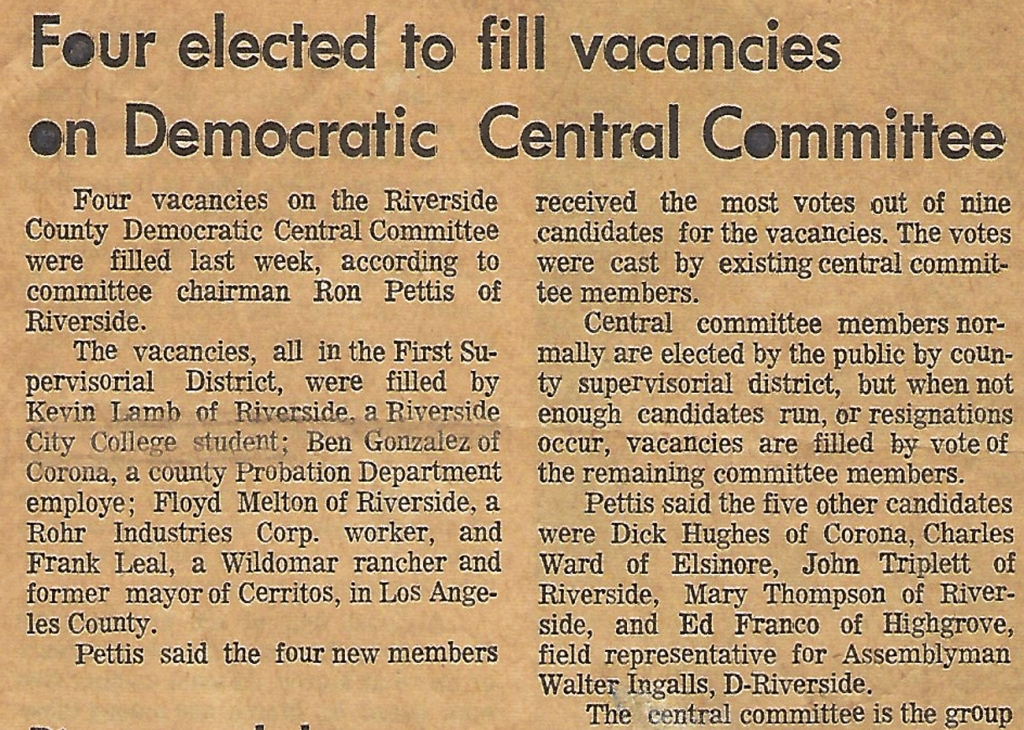 Four elected to fill vacancies
on Democratic Central Committee
Four vacancies on the Riverside
County Democratic Central Committee
were filled last week, according to
committee chairman Ron Pettis of
Riverside.
The vacancies, all in the First Su-
pervisorial District, were filled by
Kevin Lamb of Riverside, a Riverside
City College student; Ben Gonzalez of
Corona, a county Probation Department
employe; Floyd Melton of Riverside, a
Rohr Industries Corp. worker, and
Frank Leal, a Wildomar rancher and
former mayor of Cerritos, in Los Ange-
les County.
Pettis said the four new members
received the most votes out of nine
candidates for the vacancies. The votes
were cast by existing central commit-
tee members.
Central committee members nor-
mally are elected by the public by coun-
ty supervisorial district, but when not
enough candidates run, or resignations
occur, vacancies are filled by vote of
the remaining committee members.
Pettis said the five other candidates
were Dick Hughes of Corona, Charles
Ward of Elsinore, John Triplett of
Riverside, Mary Thompson of River-
side, and Ed Franco of Highgrove,
field representative for Assemblyman
Walter Ingalls, D-Riverside.
The central committee is the group